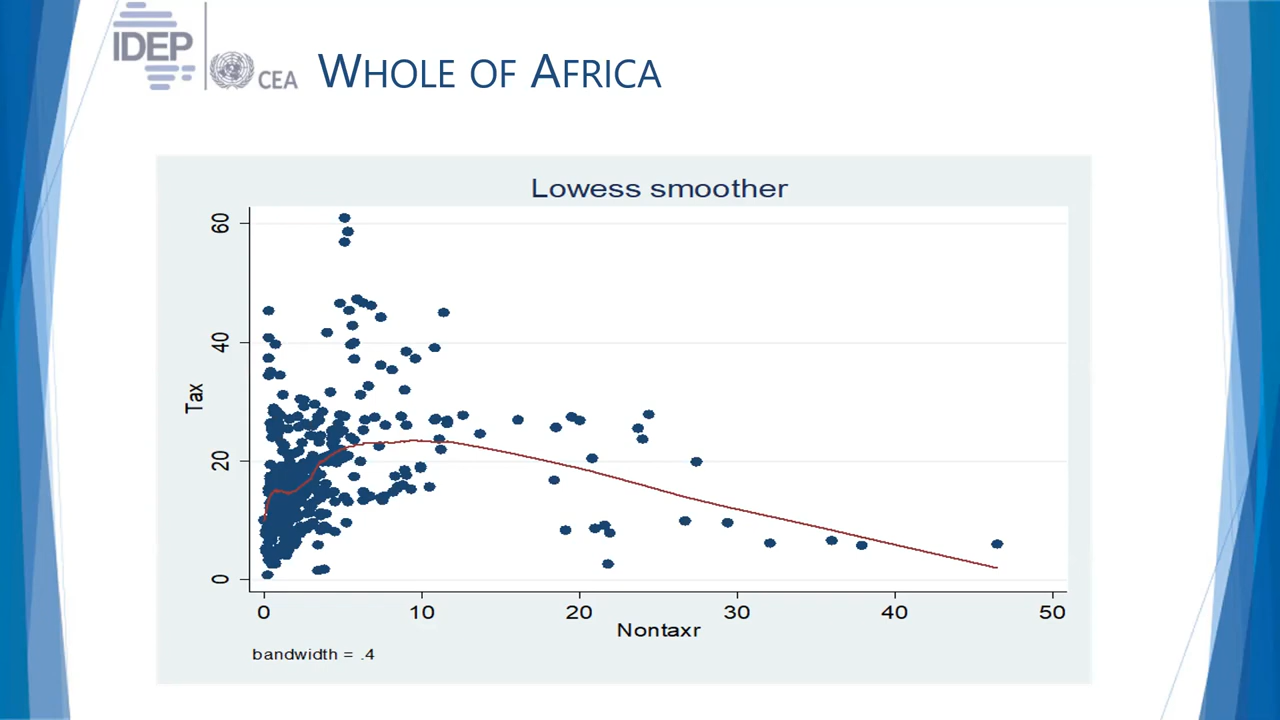 IDEP
CEA
WHOLE OF AFRICA
Lowess smoother
60
40
20
0
Tax
0 10 20 30 40 50
Nontaxr
bandwidth = .4